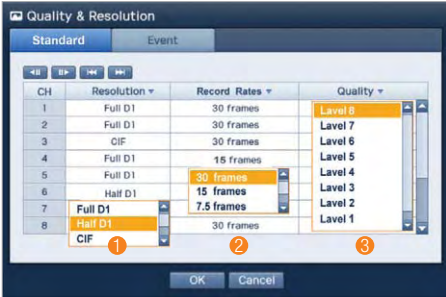 Quality & Resolution
Standard Event
CH Resolution Record Rates Quality
1 Full D1 30 frames Lavel 8
2 Full D1 30 frames Lavel 7
3 CIF 30 frames Lavel 6
4 Full D1 15 frames Lavel 5
5 Full D1 30 frames Lavel 4
6 Half D1 15 frames Lavel 3
7 Full D1 7.5 frames Lavel 2
8 Half D1 30 frames Lavel 1
CIF 1 2 3
OK Cancel